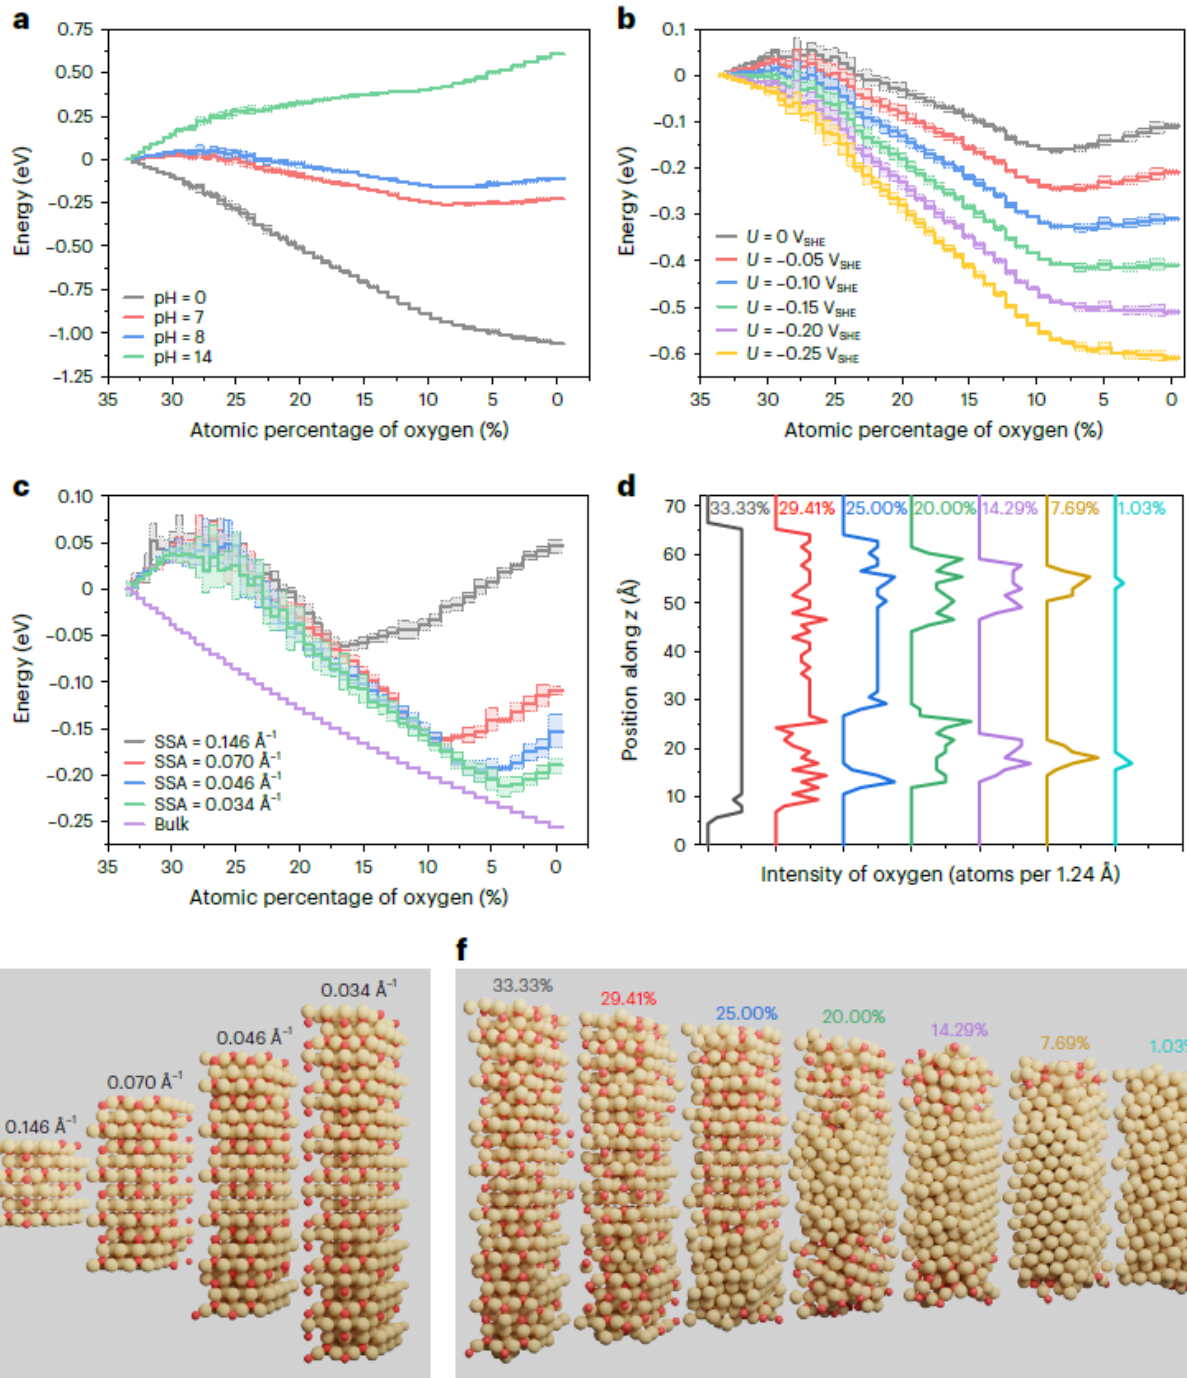 a
0.75
0.50
0.25
0
−0.25
−0.50
−0.75
−1.00
−1.25
Energy (eV)
pH = 0
pH = 7
pH = 8
pH = 14
35 30 25 20 15 10 5 0
Atomic percentage of oxygen (%)
b
0.1
0
−0.1
−0.2
−0.3
−0.4
−0.5
−0.6
Energy (eV)
U = 0 VSHE
U = −0.05 VSHE
U = −0.10 VSHE
U = −0.15 VSHE
U = −0.20 VSHE
U = −0.25 VSHE
35 30 25 20 15 10 5 0
Atomic percentage of oxygen (%)
c
0.10
0.05
0
−0.05
−0.10
−0.15
−0.20
−0.25
Energy (eV)
SSA = 0.146 Å⁻¹
SSA = 0.070 Å⁻¹
SSA = 0.046 Å⁻¹
SSA = 0.034 Å⁻¹
Bulk
35 30 25 20 15 10 5 0
Atomic percentage of oxygen (%)
d
33.33% 29.41% 25.00% 20.00% 14.29% 7.69% 1.03%
70
60
50
40
30
20
10
0
Position along z (Å)
Intensity of oxygen (atoms per 1.24 Å)
0.034 Å⁻¹
0.046 Å⁻¹
0.070 Å⁻¹
0.146 Å⁻¹
f
33.33%
29.41%
25.00%
20.00%
14.29%
7.69%
1.03